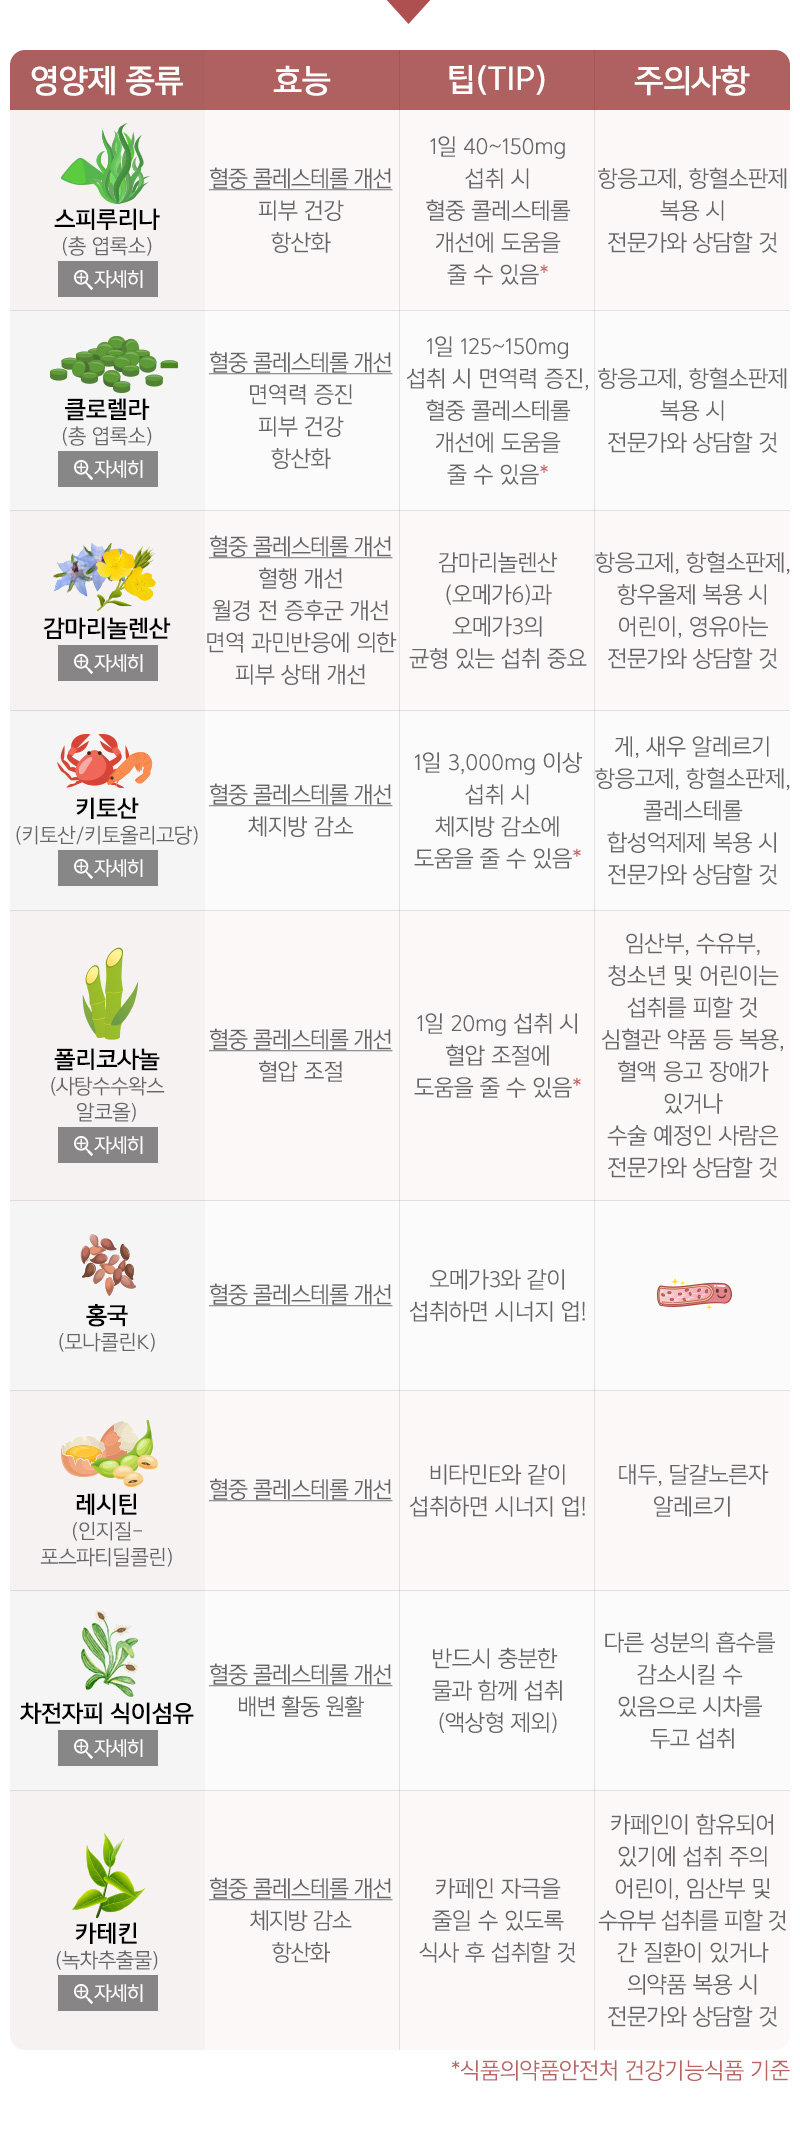 영양제 종류
효능
팁(TIP)
주의사항
스피루리나
(총 엽록소)
자세히
혈중 콜레스테롤 개선
피부 건강
항산화
1일 40~150mg
섭취 시
혈중 콜레스테롤
개선에 도움을
줄 수 있음*
항응고제, 항혈소판제
복용 시
전문가와 상담할 것
클로렐라
(총 엽록소)
자세히
혈중 콜레스테롤 개선
면역력 증진
피부 건강
항산화
1일 125~150mg
섭취 시 면역력 증진,
혈중 콜레스테롤
개선에 도움을
줄 수 있음*
항응고제, 항혈소판제
복용 시
전문가와 상담할 것
감마리놀렌산
자세히
혈중 콜레스테롤 개선
혈행 개선
월경 전 증후군 개선
면역 과민반응에 의한
피부 상태 개선
감마리놀렌산
(오메가6)과
오메가3의
균형 있는 섭취 중요
항응고제, 항혈소판제,
항우울제 복용 시
어린이, 영유아는
전문가와 상담할 것
키토산
(키토산/키토올리고당)
자세히
혈중 콜레스테롤 개선
체지방 감소
1일 3,000mg 이상
섭취 시
체지방 감소에
도움을 줄 수 있음*
게, 새우 알레르기
항응고제, 항혈소판제,
콜레스테롤
합성억제제 복용 시
전문가와 상담할 것
폴리코사놀
(사탕수수왁스
알코올)
자세히
혈중 콜레스테롤 개선
혈압 조절
1일 20mg 섭취 시
혈압 조절에
도움을 줄 수 있음*
임산부, 수유부,
청소년 및 어린이는
섭취를 피할 것
심혈관 약품 등 복용,
혈액 응고 장애가
있거나
수술 예정인 사람은
전문가와 상담할 것
홍국
(모나콜린K)
혈중 콜레스테롤 개선
오메가3와 같이
섭취하면 시너지 업!
레시틴
(인지질-
포스파티딜콜린)
혈중 콜레스테롤 개선
비타민E와 같이
섭취하면 시너지 업!
대두, 달걀노른자
알레르기
차전자피 식이섬유
자세히
혈중 콜레스테롤 개선
배변 활동 원활
반드시 충분한
물과 함께 섭취
(액상형 제외)
다른 성분의 흡수를
감소시킬 수
있음으로 시차를
두고 섭취
카테킨
(녹차추출물)
자세히
혈중 콜레스테롤 개선
체지방 감소
항산화
카페인 자극을
줄일 수 있도록
식사 후 섭취할 것
카페인이 함유되어
있기에 섭취 주의
어린이, 임산부 및
수유부 섭취를 피할 것
간 질환이 있거나
의약품 복용 시
전문가와 상담할 것
*식품의약품안전처 건강기능식품 기준